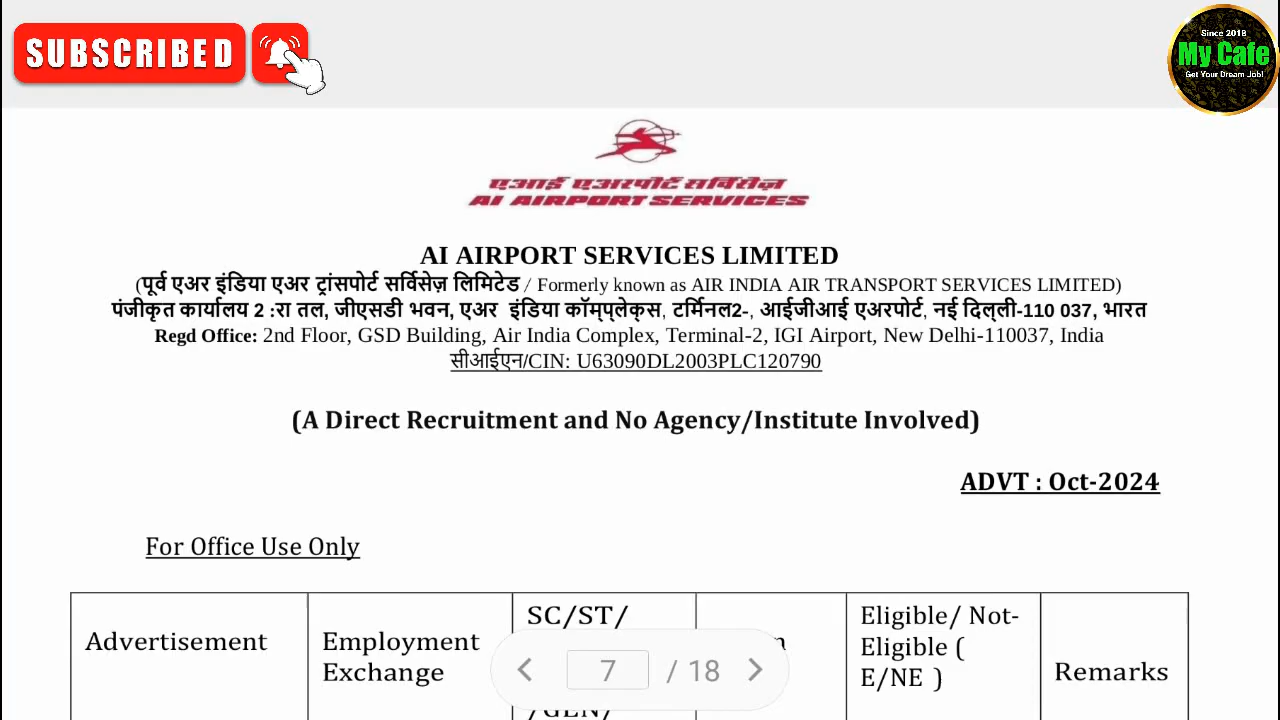 SUBSCRIBED
Since 2018
My Cafe
Get Your Dream Job!
एआई एअरपोर्ट सर्विसेज़
AI AIRPORT SERVICES
AI AIRPORT SERVICES LIMITED
(पूर्व एअर इंडिया एअर ट्रांसपोर्ट सर्विसेज़ लिमिटेड / Formerly known as AIR INDIA AIR TRANSPORT SERVICES LIMITED)
पंजीकृत कार्यालय 2 :रा तल, जीएसडी भवन, एअर इंडिया कॉम्प्लेक्स, टर्मिनल2-, आईजीआई एअरपोर्ट, नई दिल्ली-110 037, भारत
Regd Office: 2nd Floor, GSD Building, Air India Complex, Terminal-2, IGI Airport, New Delhi-110037, India
सीआईएन/CIN: U63090DL2003PLC120790
(A Direct Recruitment and No Agency/Institute Involved)
ADVT : Oct-2024
For Office Use Only
Advertisement
Employment
Exchange
SC/ST/
/GEN/
Eligible/ Not-
Eligible (
E/NE )
Remarks
7 / 18